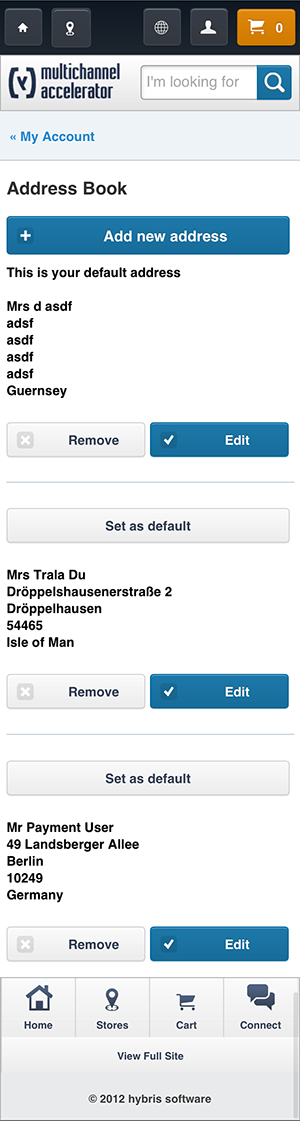 0
(y) multichannel
accelerator
I'm looking for
« My Account
Address Book
Add new address
This is your default address
Mrs d asdf
adsf
asdf
asdf
adsf
Guernsey
Remove Edit
Set as default
Mrs Trala Du
Dröppelshausenerstraße 2
Dröppelhausen
54465
Isle of Man
Remove Edit
Set as default
Mr Payment User
49 Landsberger Allee
Berlin
10249
Germany
Remove Edit
Home Stores Cart Connect
View Full Site
© 2012 hybris software